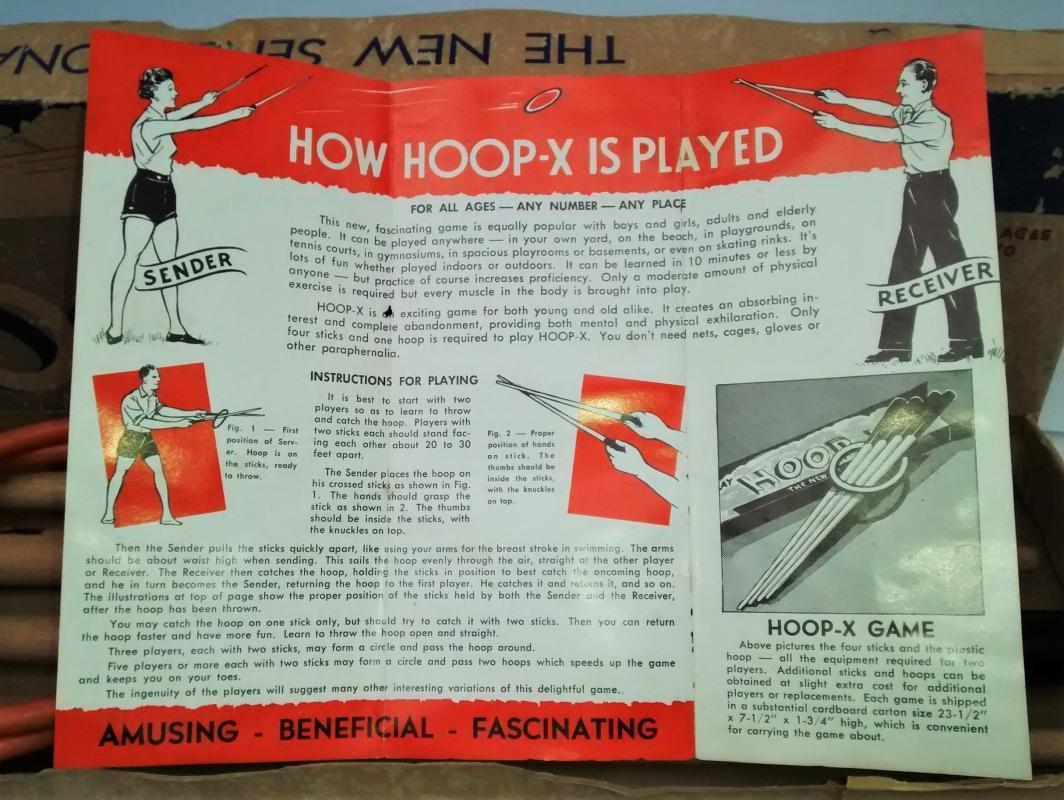 THE NEW SEN
HOW HOOP-X IS PLAYED
FOR ALL AGES — ANY NUMBER — ANY PLACE
This new, fascinating game is equally popular with boys and girls, adults and elderly
people. It can be played anywhere — in your own yard, on the beach, in playgrounds, on
tennis courts, in gymnasiums, in spacious playrooms or basements, or even on skating rinks. It's
lots of fun whether played indoors or outdoors. It can be learned in 10 minutes or less by
anyone — but practice of course increases proficiency. Only a moderate amount of physical
exercise is required but every muscle in the body is brought into play.
HOOP-X is exciting game for both young and old alike. It creates an absorbing in-
terest and complete abandonment, providing both mental and physical exhilaration. Only
four sticks and one hoop is required to play HOOP-X. You don't need nets, cages, gloves or
other paraphernalia.
SENDER
RECEIVER
AGES
Fig. 1 — First
position of Serv-
er. Hoop is on
the sticks, ready
to throw.
INSTRUCTIONS FOR PLAYING
It is best to start with two
players so as to learn to throw
and catch the hoop. Players with
two sticks each should stand fac-
ing each other about 20 to 30
feet apart.
The Sender places the hoop on
his crossed sticks as shown in Fig.
1. The hands should grasp the
stick as shown in 2. The thumbs
should be inside the sticks, with
the knuckles on top.
Fig. 2 — Proper
position of hands
on stick. The
thumbs should be
inside the sticks,
with the knuckles
on top.
Then the Sender pulls the sticks quickly apart, like using your arms for the breast stroke in swimming. The arms
should be about waist high when sending. This sails the hoop evenly through the air, straight at the other player
or Receiver. The Receiver then catches the hoop, holding the sticks in position to best catch the oncoming hoop,
and he in turn becomes the Sender, returning the hoop to the first player. He catches it and returns it, and so on.
The illustrations at top of page show the proper position of the sticks held by both the Sender and the Receiver,
after the hoop has been thrown.
You may catch the hoop on one stick only, but should try to catch it with two sticks. Then you can return
the hoop faster and have more fun. Learn to throw the hoop open and straight.
Three players, each with two sticks, may form a circle and pass the hoop around.
Five players or more each with two sticks may form a circle and pass two hoops which speeds up the game
and keeps you on your toes.
The ingenuity of the players will suggest many other interesting variations of this delightful game.
AMUSING - BENEFICIAL - FASCINATING
HOOP
THE NEW
HOOP-X GAME
Above pictures the four sticks and the plastic
hoop — all the equipment required for two
players. Additional sticks and hoops can be
obtained at slight extra cost for additional
players or replacements. Each game is shipped
in a substantial cardboard carton size 23-1/2"
x 7-1/2" x 1-3/4" high, which is convenient
for carrying the game about.